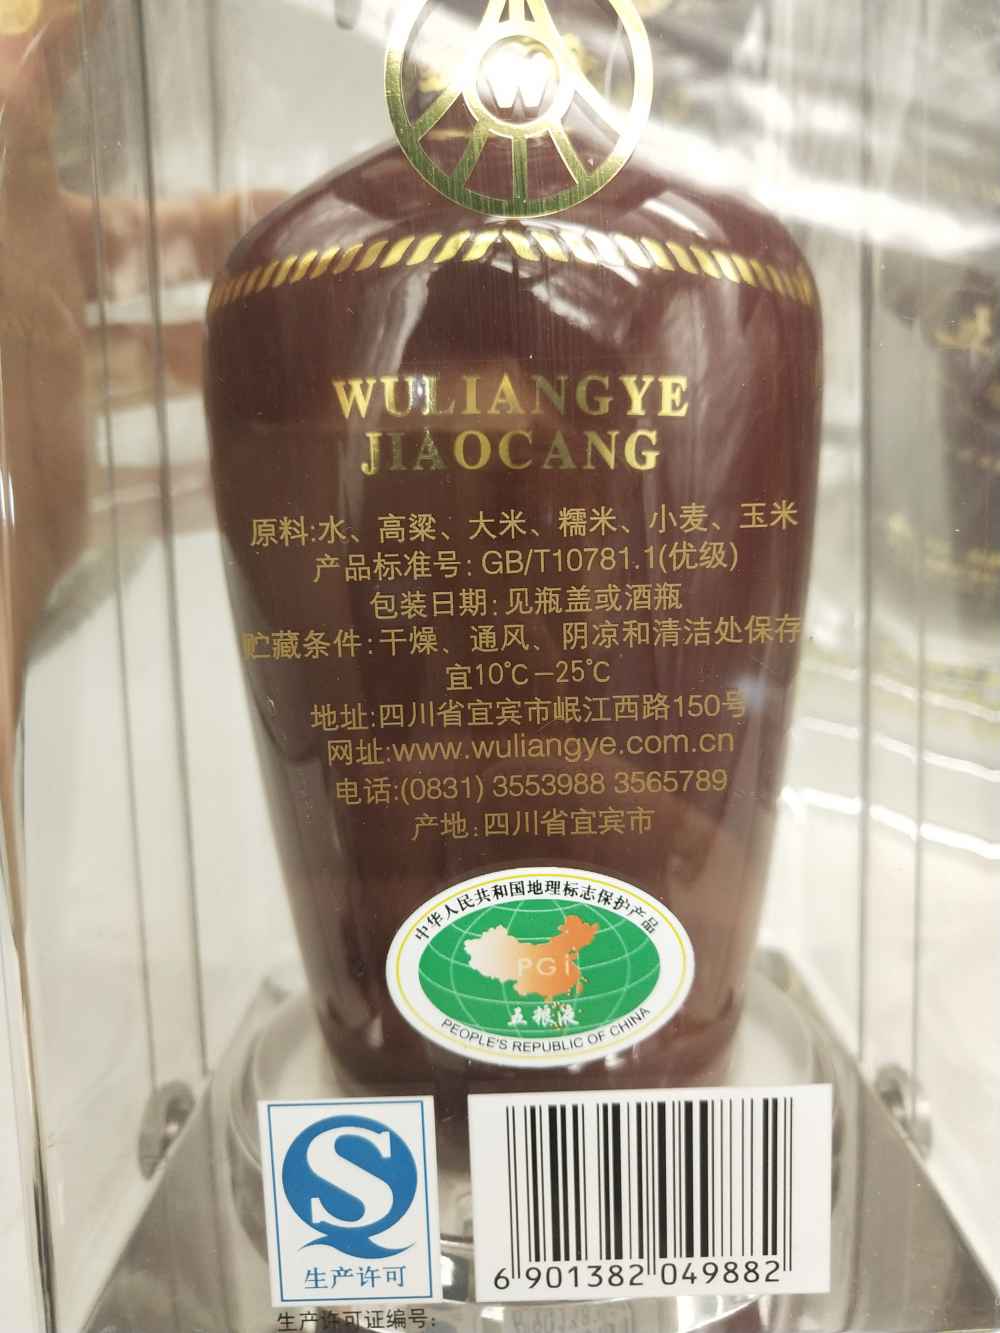 W
WULIANGYE
JIAOCANG
原料:水、高粱、大米、糯米、小麦、玉米
产品标准号: GB/T10781.1(优级)
包装日期: 见瓶盖或酒瓶
贮藏条件: 干燥、通风、阴凉和清洁处保存,
宜10℃-25℃
地址:四川省宜宾市岷江西路150号
网址:www.wuliangye.com.cn
电话:(0831) 3553988 3565789
产地:四川省宜宾市
中华人民共和国地理标志保护产品
PGI
五粮液
PEOPLE'S REPUBLIC OF CHINA
S
生产许可
6 901382 049882
生产许可证编号: